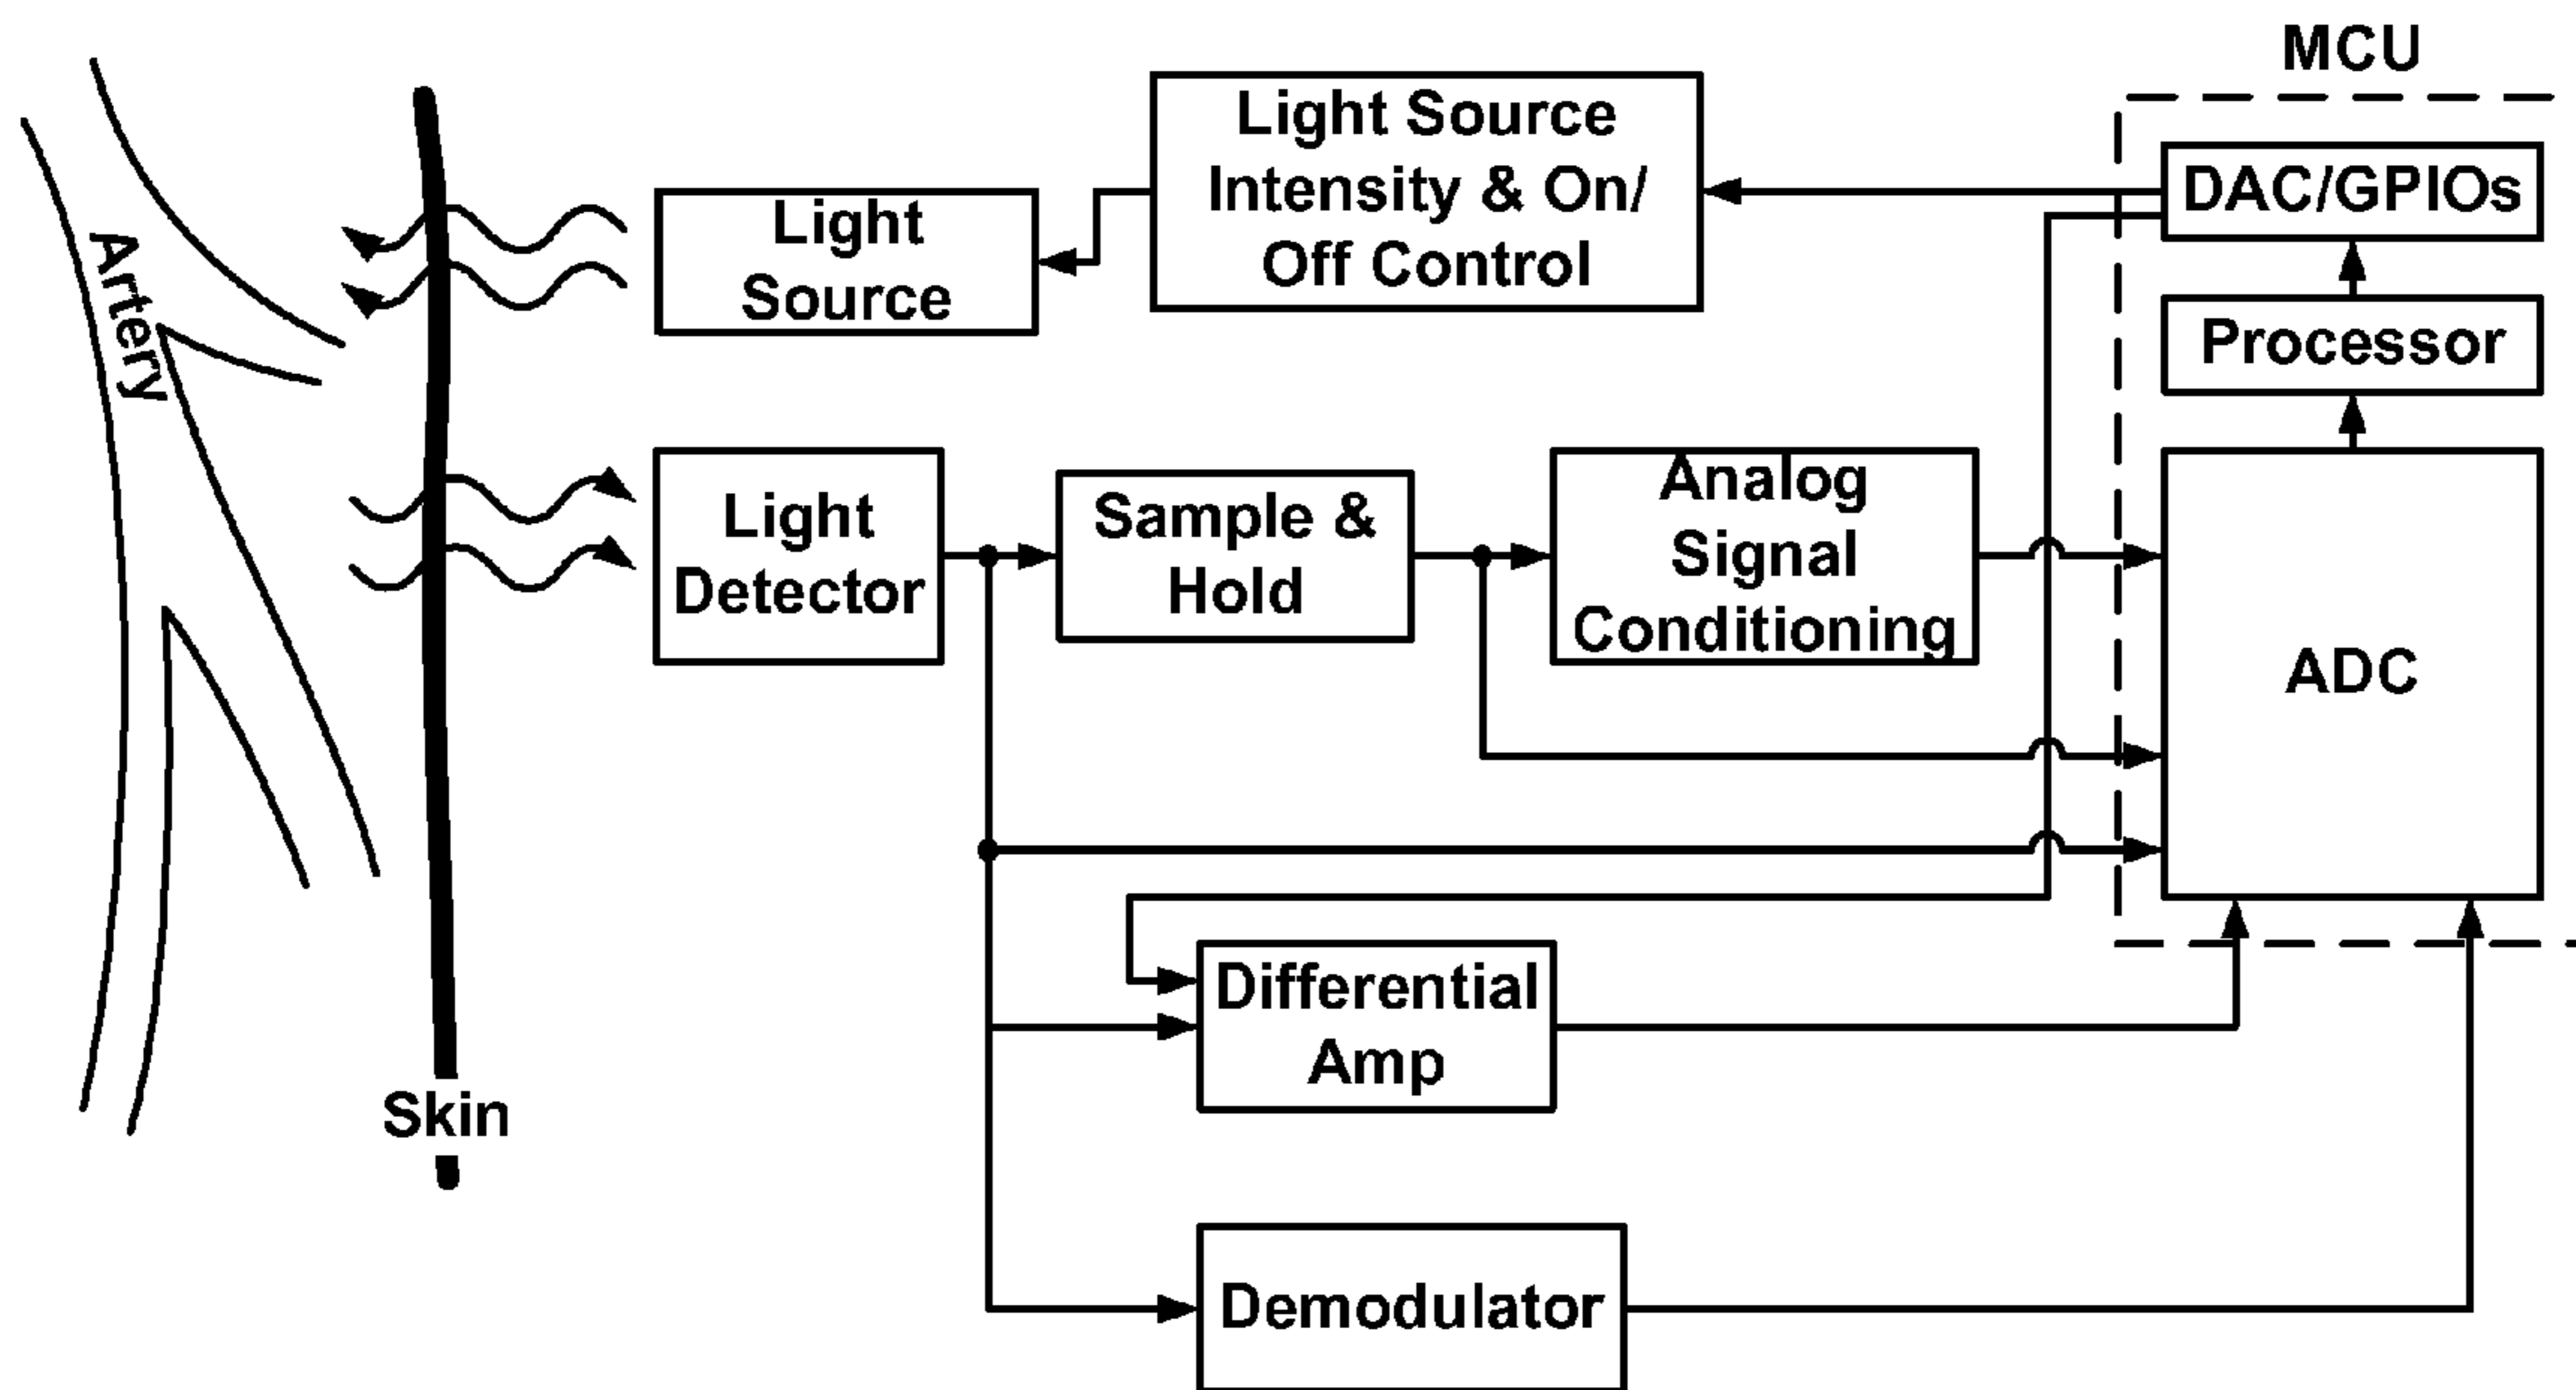 MCU
Light Source
Intensity & On/
Off Control
DAC/GPIOs
Light
Source
Artery
Processor
Light
Detector
Sample &
Hold
Analog
Signal
Conditioning
ADC
Differential
Amp
Skin
Demodulator